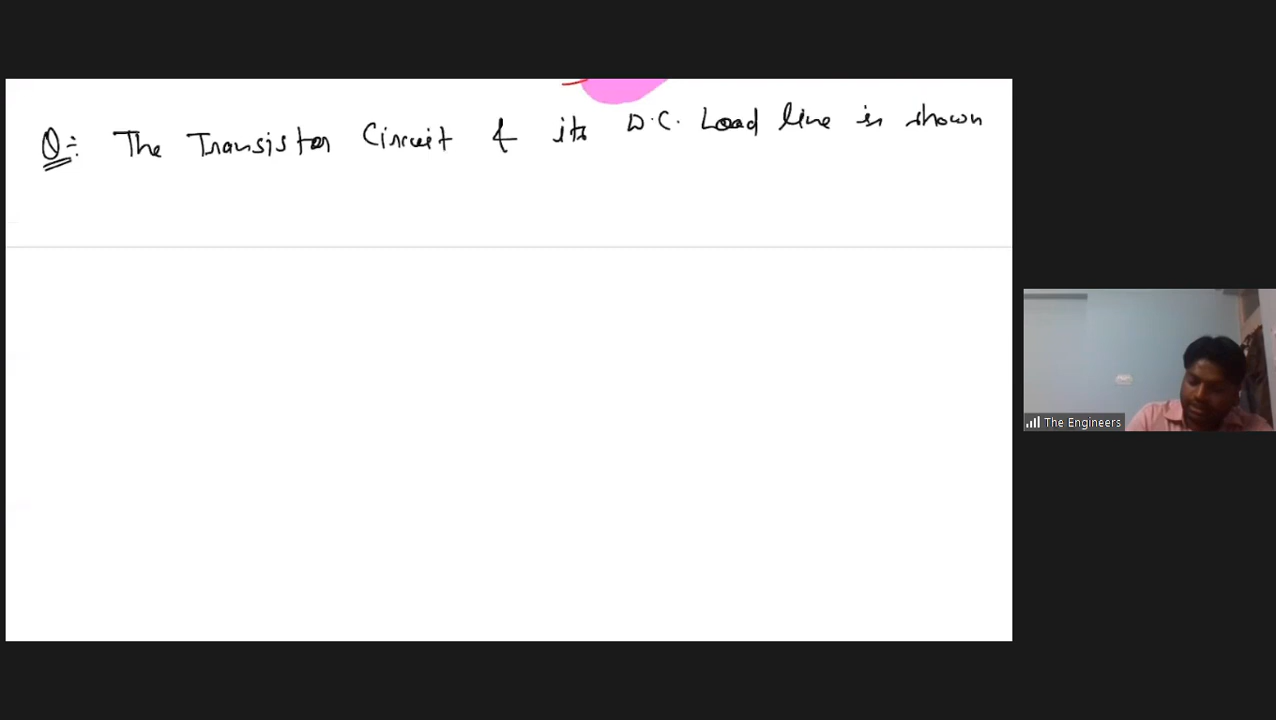 Q:- The Transistor Circuit & its D.C. Load line is shown
The Engineers